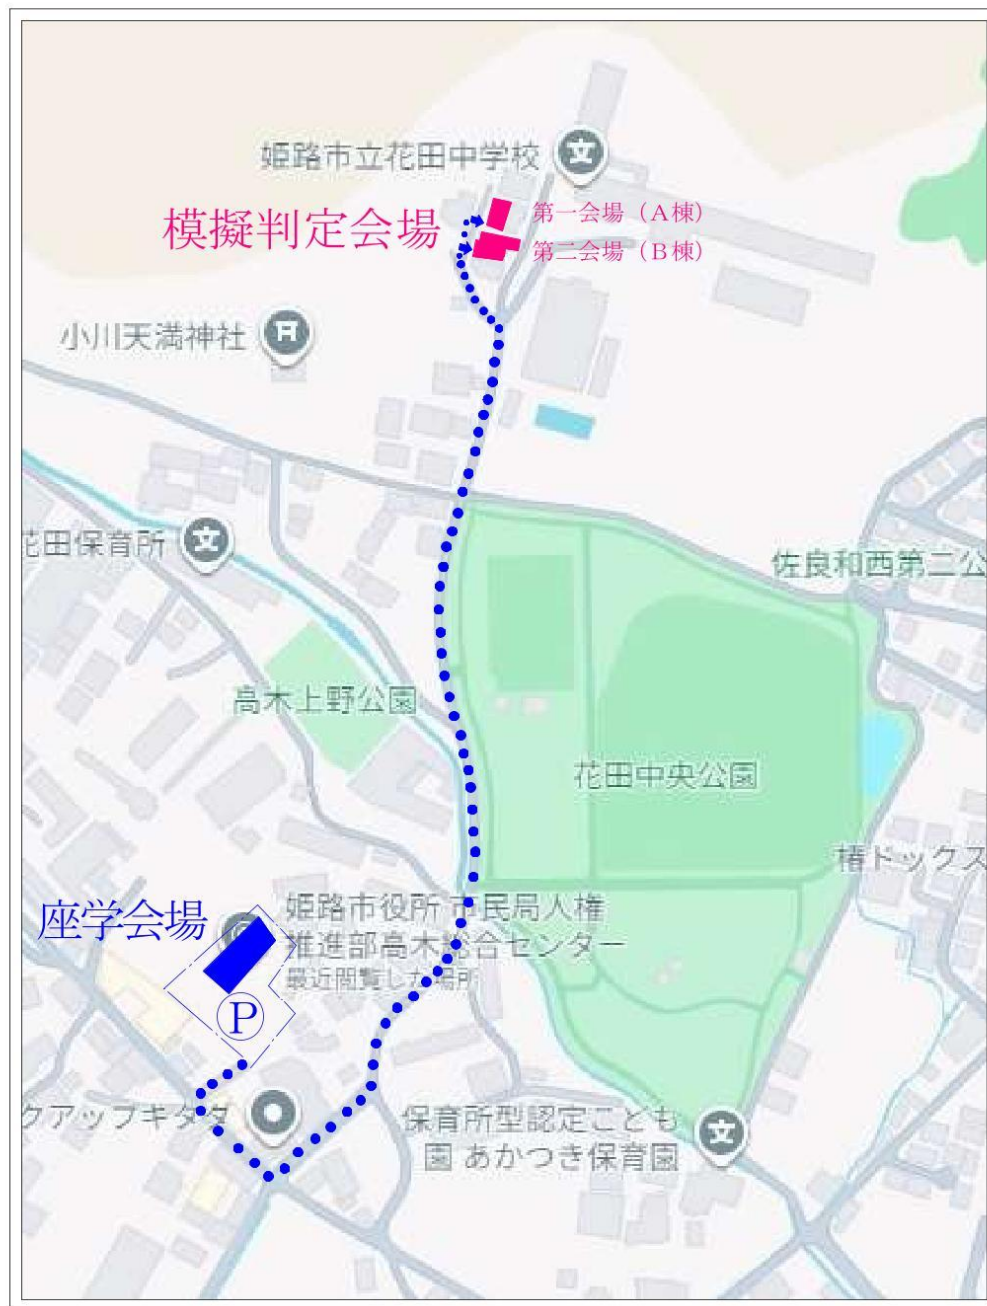 姫路市立花田中学校
模擬判定会場
第一会場（A棟）
第二会場（B棟）
小川天満神社
花田保育所
佐良和西第二公
高木上野公園
花田中央公園
椿ドックス
座学会場
姫路市役所 市民局人権
推進部高木総合センター
最近閲覧した場所
P
クアップキタタ
保育所型認定こども
園 あかつき保育園